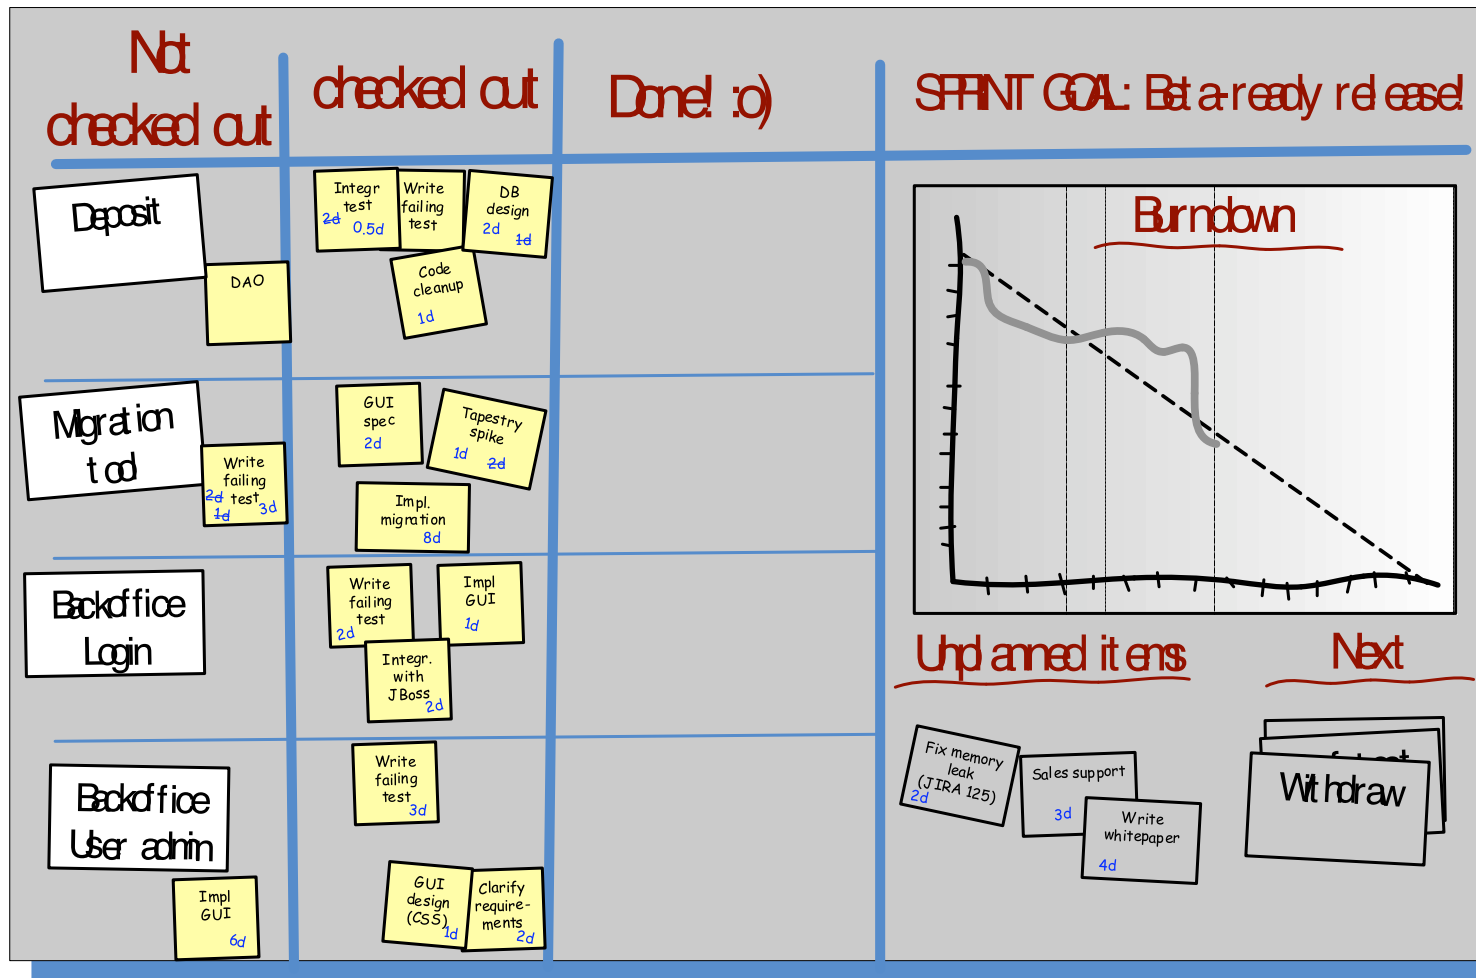 Not
checked out
checked out
Done! :o)
SPRINT GOAL: Beta-ready release!
Deposit
DAO
Integr
test
2d
0.5d
Write
failing
test
DB
design
2d
1d
Code
cleanup
1d
Migration
tool
Write
failing
test
2d
1d
3d
GUI
spec
2d
Tapestry
spike
1d
2d
Impl.
migration
8d
Backoffice
Login
Write
failing
test
2d
Impl
GUI
1d
Integr.
with
JBoss
2d
Backoffice
User admin
Impl
GUI
6d
Write
failing
test
3d
GUI
design
(CSS)
1d
Clarify
require-
ments
2d
Burndown
Unplanned items
Next
Fix memory
leak
(JIRA 125)
2d
Sales support
3d
Write
whitepaper
4d
Withdraw